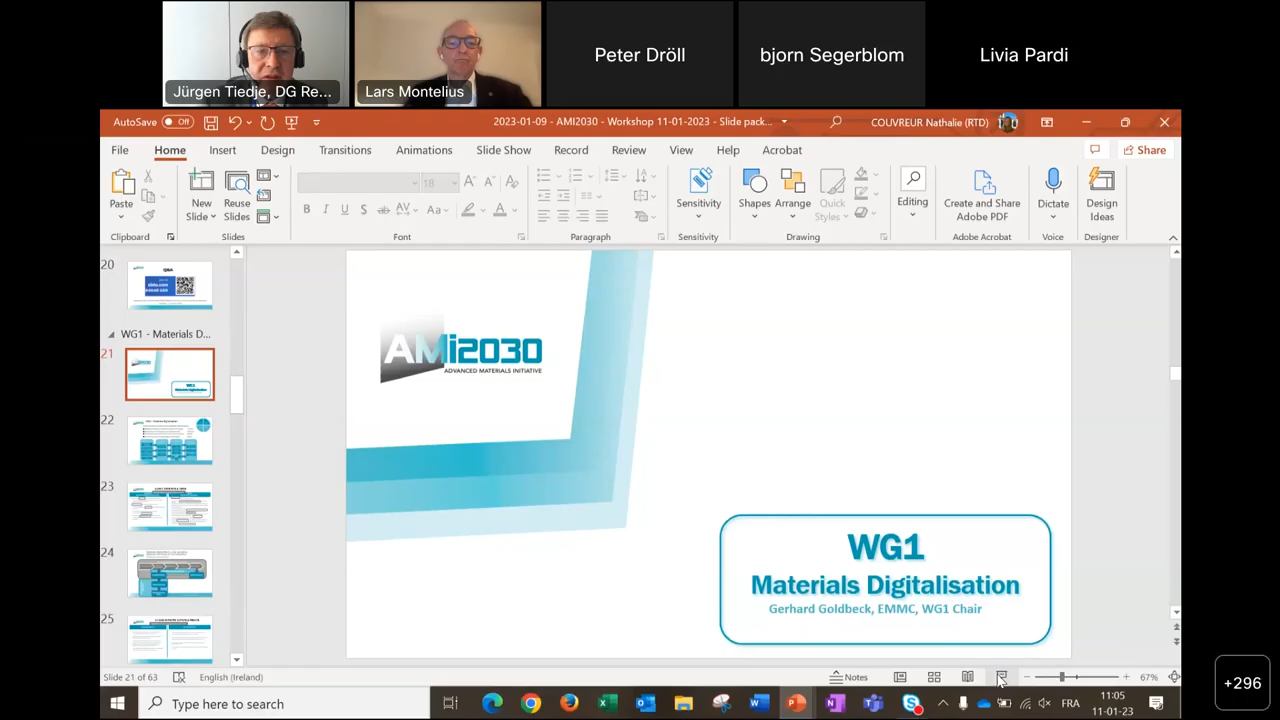 Jürgen Tiedje, DG Re...
Lars Montelius
Peter Dröll
bjorn Segerblom
Livia Pardi
AutoSave Off
2023-01-09 - AMI2030 - Workshop 11-01-2023 - Slide pack...
COUVREUR Nathalie (RTD)
File Home Insert Design Transitions Animations Slide Show Record Review View Help Acrobat Share
Paste
New Slide
Reuse Slides
18
Sensitivity
Shapes
Arrange
Quick Styles
Editing
Create and Share Adobe PDF
Dictate
Design Ideas
Clipboard Slides Font Paragraph Sensitivity Drawing Adobe Acrobat Voice Designer
20
Q&A
WG1 - Materials D...
21
22
23
24
25
AMi2030
ADVANCED MATERIALS INITIATIVE
WG1
Materials Digitalisation
Gerhard Goldbeck, EMMC, WG1 Chair
Slide 21 of 63 English (Ireland) Notes 67%
Type here to search
FRA
11:05
11-01-23
+296